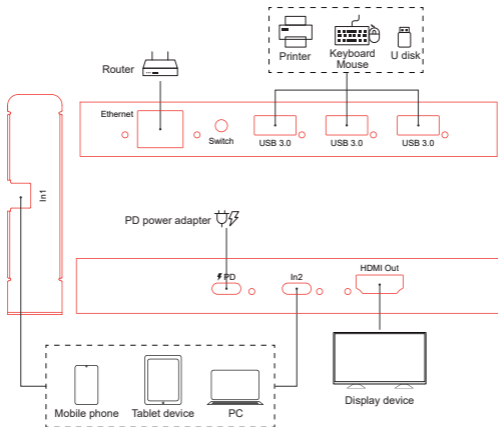 Printer
Keyboard
Mouse
U disk
Router
Ethernet
Switch
USB 3.0
USB 3.0
USB 3.0
In1
PD power adapter
PD
In2
HDMI Out
Mobile phone
Tablet device
PC
Display device